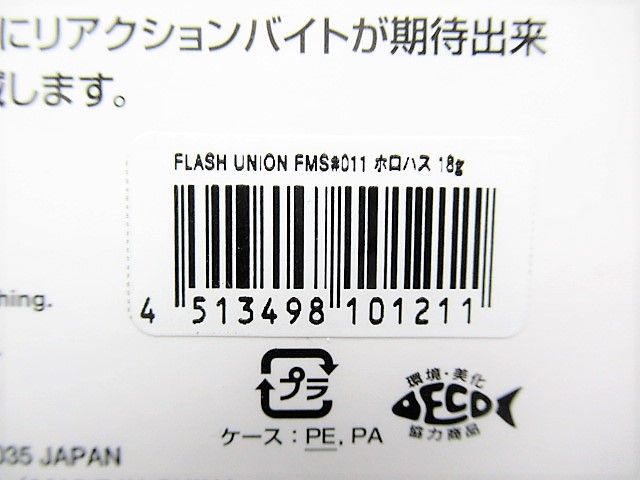 にリアクションバイトが期待出来
します。
FLASH UNION FMS#011 ホロハス 18g
4 513498 101211
hing.
プラ
環境・美化
ECO
協力商品
ケース：PE, PA
035 JAPAN